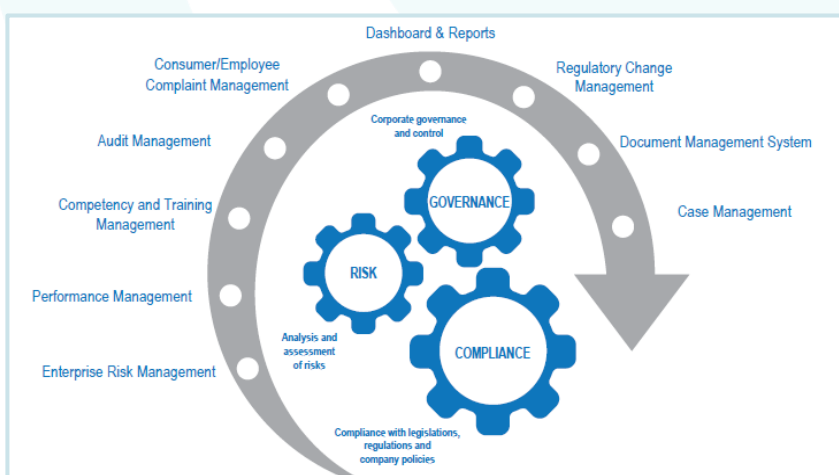 Dashboard & Reports
Consumer/Employee
Complaint Management
Regulatory Change
Management
Corporate governance
and control
Audit Management
Document Management System
GOVERNANCE
Competency and Training
Management
Case Management
RISK
Performance Management
Analysis and
assessment
of risks
COMPLIANCE
Enterprise Risk Management
Compliance with legislations,
regulations and
company policies